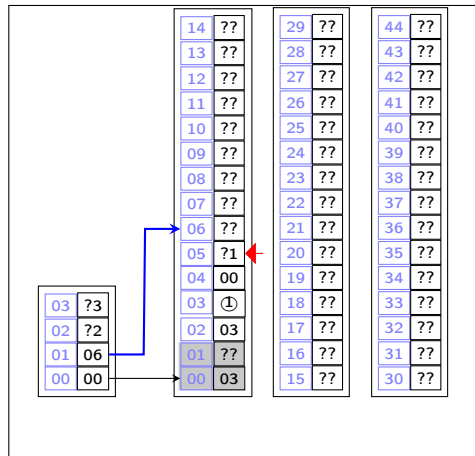 14 ?? 29 ?? 44 ??
13 ?? 28 ?? 43 ??
12 ?? 27 ?? 42 ??
11 ?? 26 ?? 41 ??
10 ?? 25 ?? 40 ??
09 ?? 24 ?? 39 ??
08 ?? 23 ?? 38 ??
07 ?? 22 ?? 37 ??
06 ?? 21 ?? 36 ??
05 ?1 20 ?? 35 ??
04 00 19 ?? 34 ??
03 ?3 03 ① 18 ?? 33 ??
02 ?2 02 03 17 ?? 32 ??
01 06 01 ?? 16 ?? 31 ??
00 00 00 03 15 ?? 30 ??